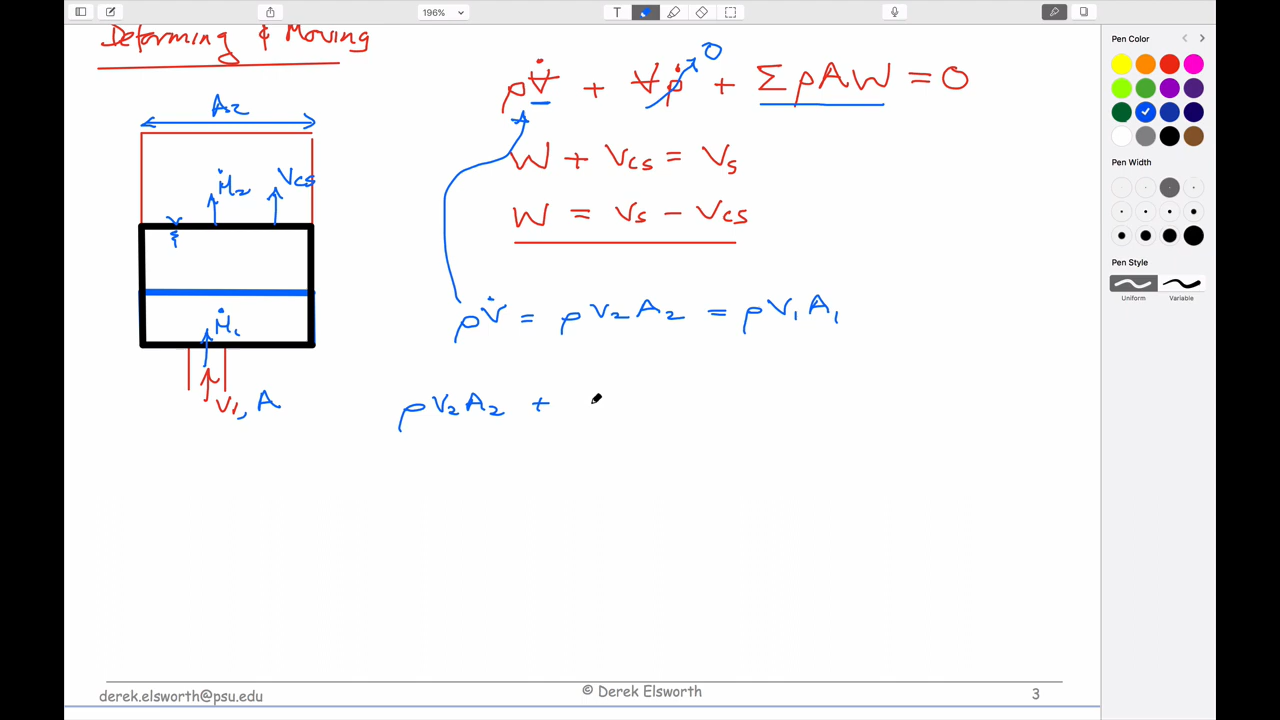 196%
Deforming & Moving
ρV̇ + Vρ̇ 0 + ΣρAW = 0
A2
W + Vcs = Vs
Ṁ2 Vcs
W = Vs - Vcs
ρV̇ = ρV2A2 = ρV1A1
Ṁ1
V1, A
ρV2A2 +
Pen Color
Pen Width
Pen Style
Uniform Variable
derek.elsworth@psu.edu
© Derek Elsworth
3